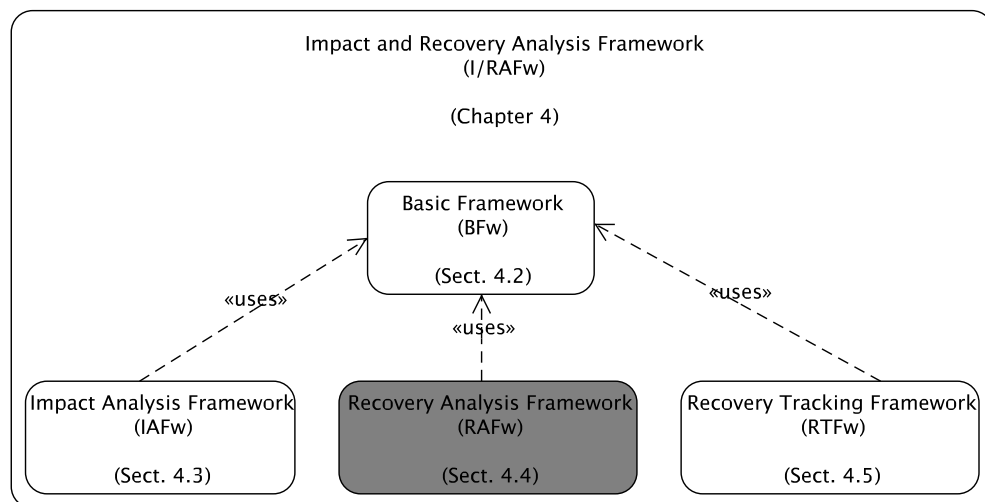 Impact and Recovery Analysis Framework
(I/RAFw)
(Chapter 4)
Basic Framework
(BFw)
(Sect. 4.2)
«uses»
«uses»
«uses»
Impact Analysis Framework
(IAFw)
(Sect. 4.3)
Recovery Analysis Framework
(RAFw)
(Sect. 4.4)
Recovery Tracking Framework
(RTFw)
(Sect. 4.5)